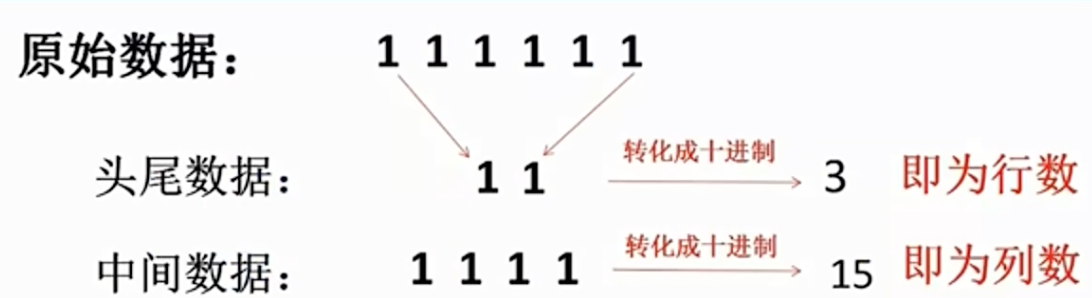 原始数据： 1 1 1 1 1 1
转化成十进制
头尾数据： 1 1 3 即为行数
转化成十进制
中间数据： 1 1 1 1 15 即为列数